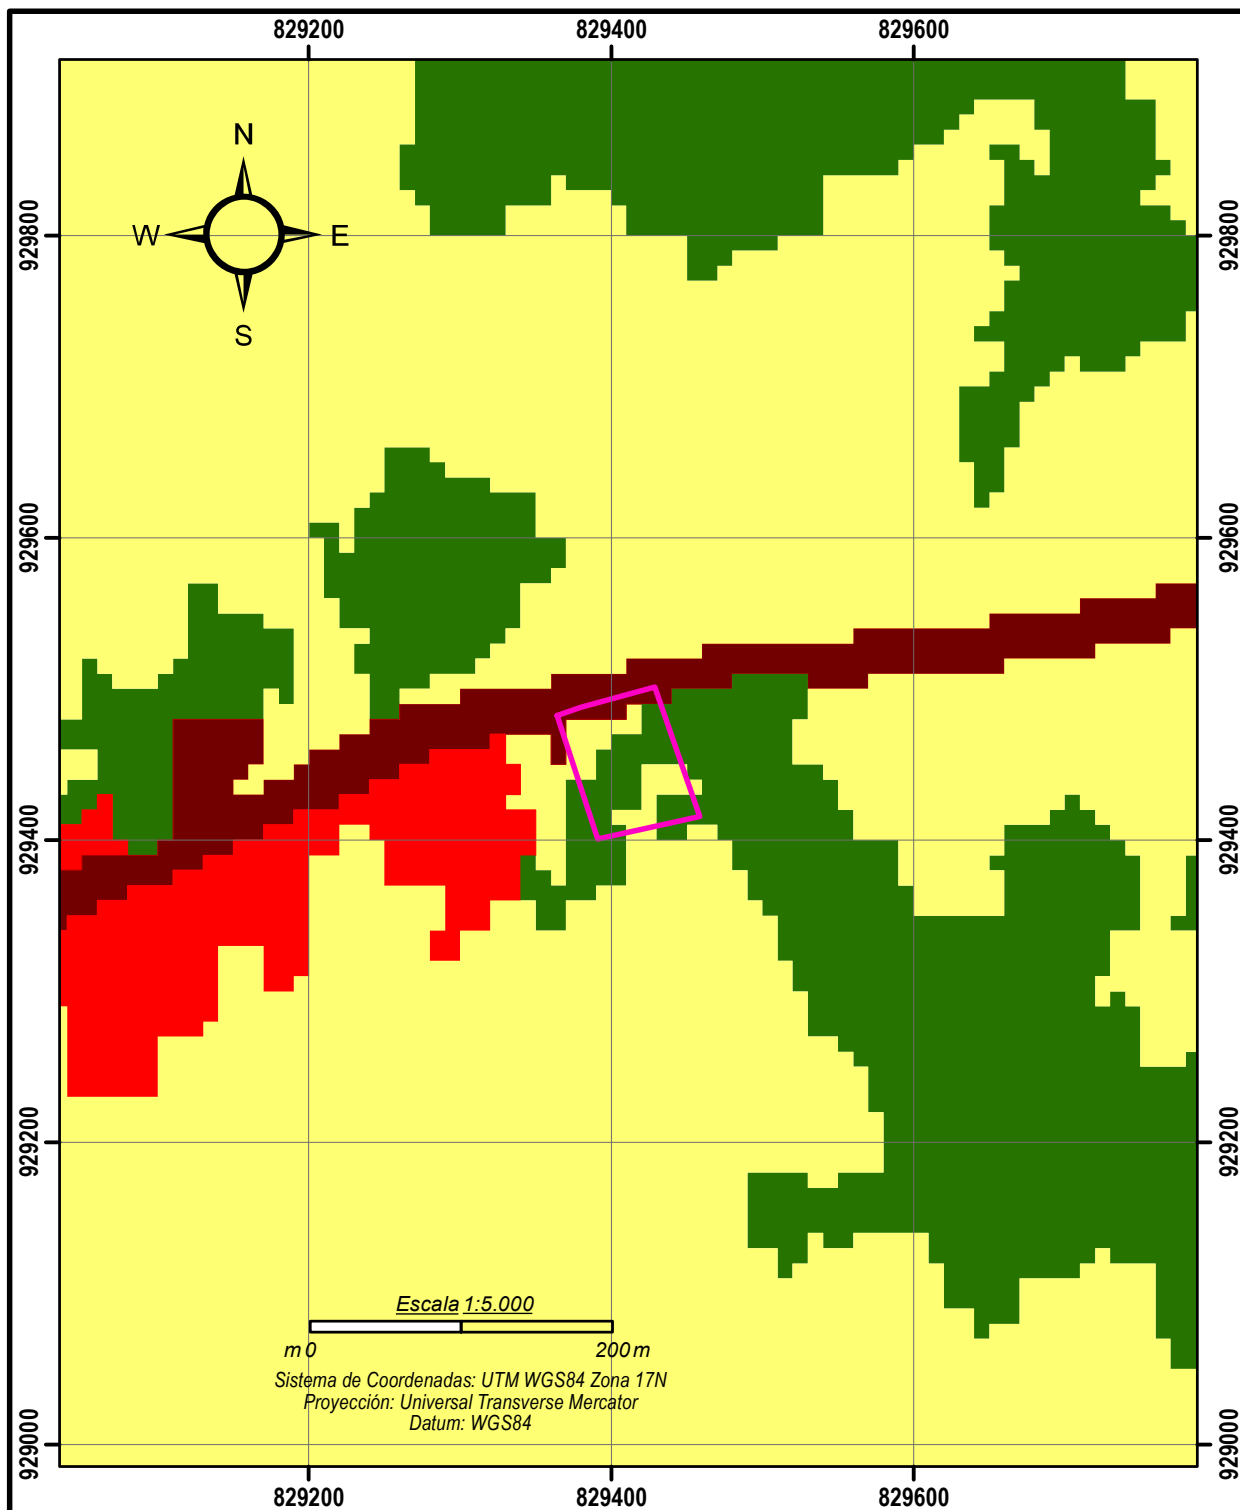 829200 829400 829600
N
W E
S
929800 929800
929600 929600
929400 929400
929200 929200
929000 929000
Escala 1:5.000
m 0 200 m
Sistema de Coordenadas: UTM WGS84 Zona 17N
Proyección: Universal Transverse Mercator
Datum: WGS84
829200 829400 829600